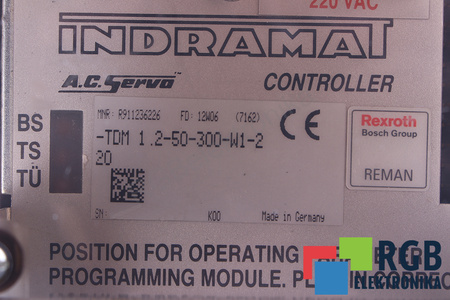 220 VAC
INDRAMAT
A.C. Servo CONTROLLER
MNR: R911236226 FD: 12W06 (7162)
-TDM 1.2-50-300-W1-2
20
CE
BS
TS
TÜ
Rexroth
Bosch Group
REMAN
SN: K00 Made in Germany
POSITION FOR OPERATING
PROGRAMMING MODULE.
RGB
ELEKTRONIKA